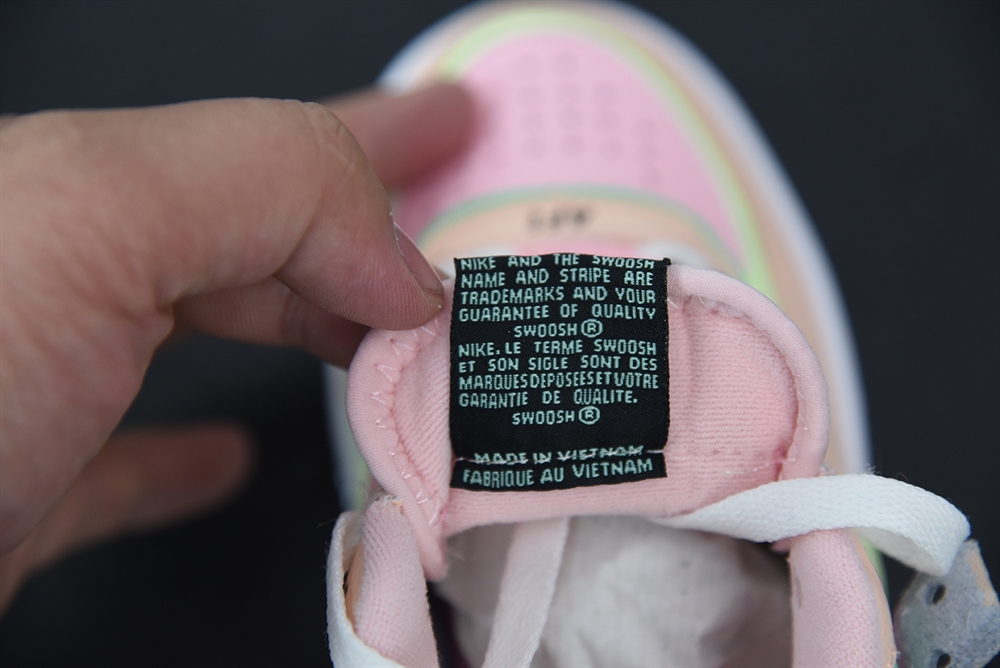 AF1
NIKE AND THE SWOOSH
NAME AND STRIPE ARE
TRADEMARKS AND YOUR
GUARANTEE OF QUALITY
SWOOSH®
NIKE. LE TERME SWOOSH
ET SON SIGLE SONT DES
MARQUES DEPOSEES ET VOTRE
GARANTIE DE QUALITE.
SWOOSH®
MADE IN VIETNAM
FABRIQUE AU VIETNAM